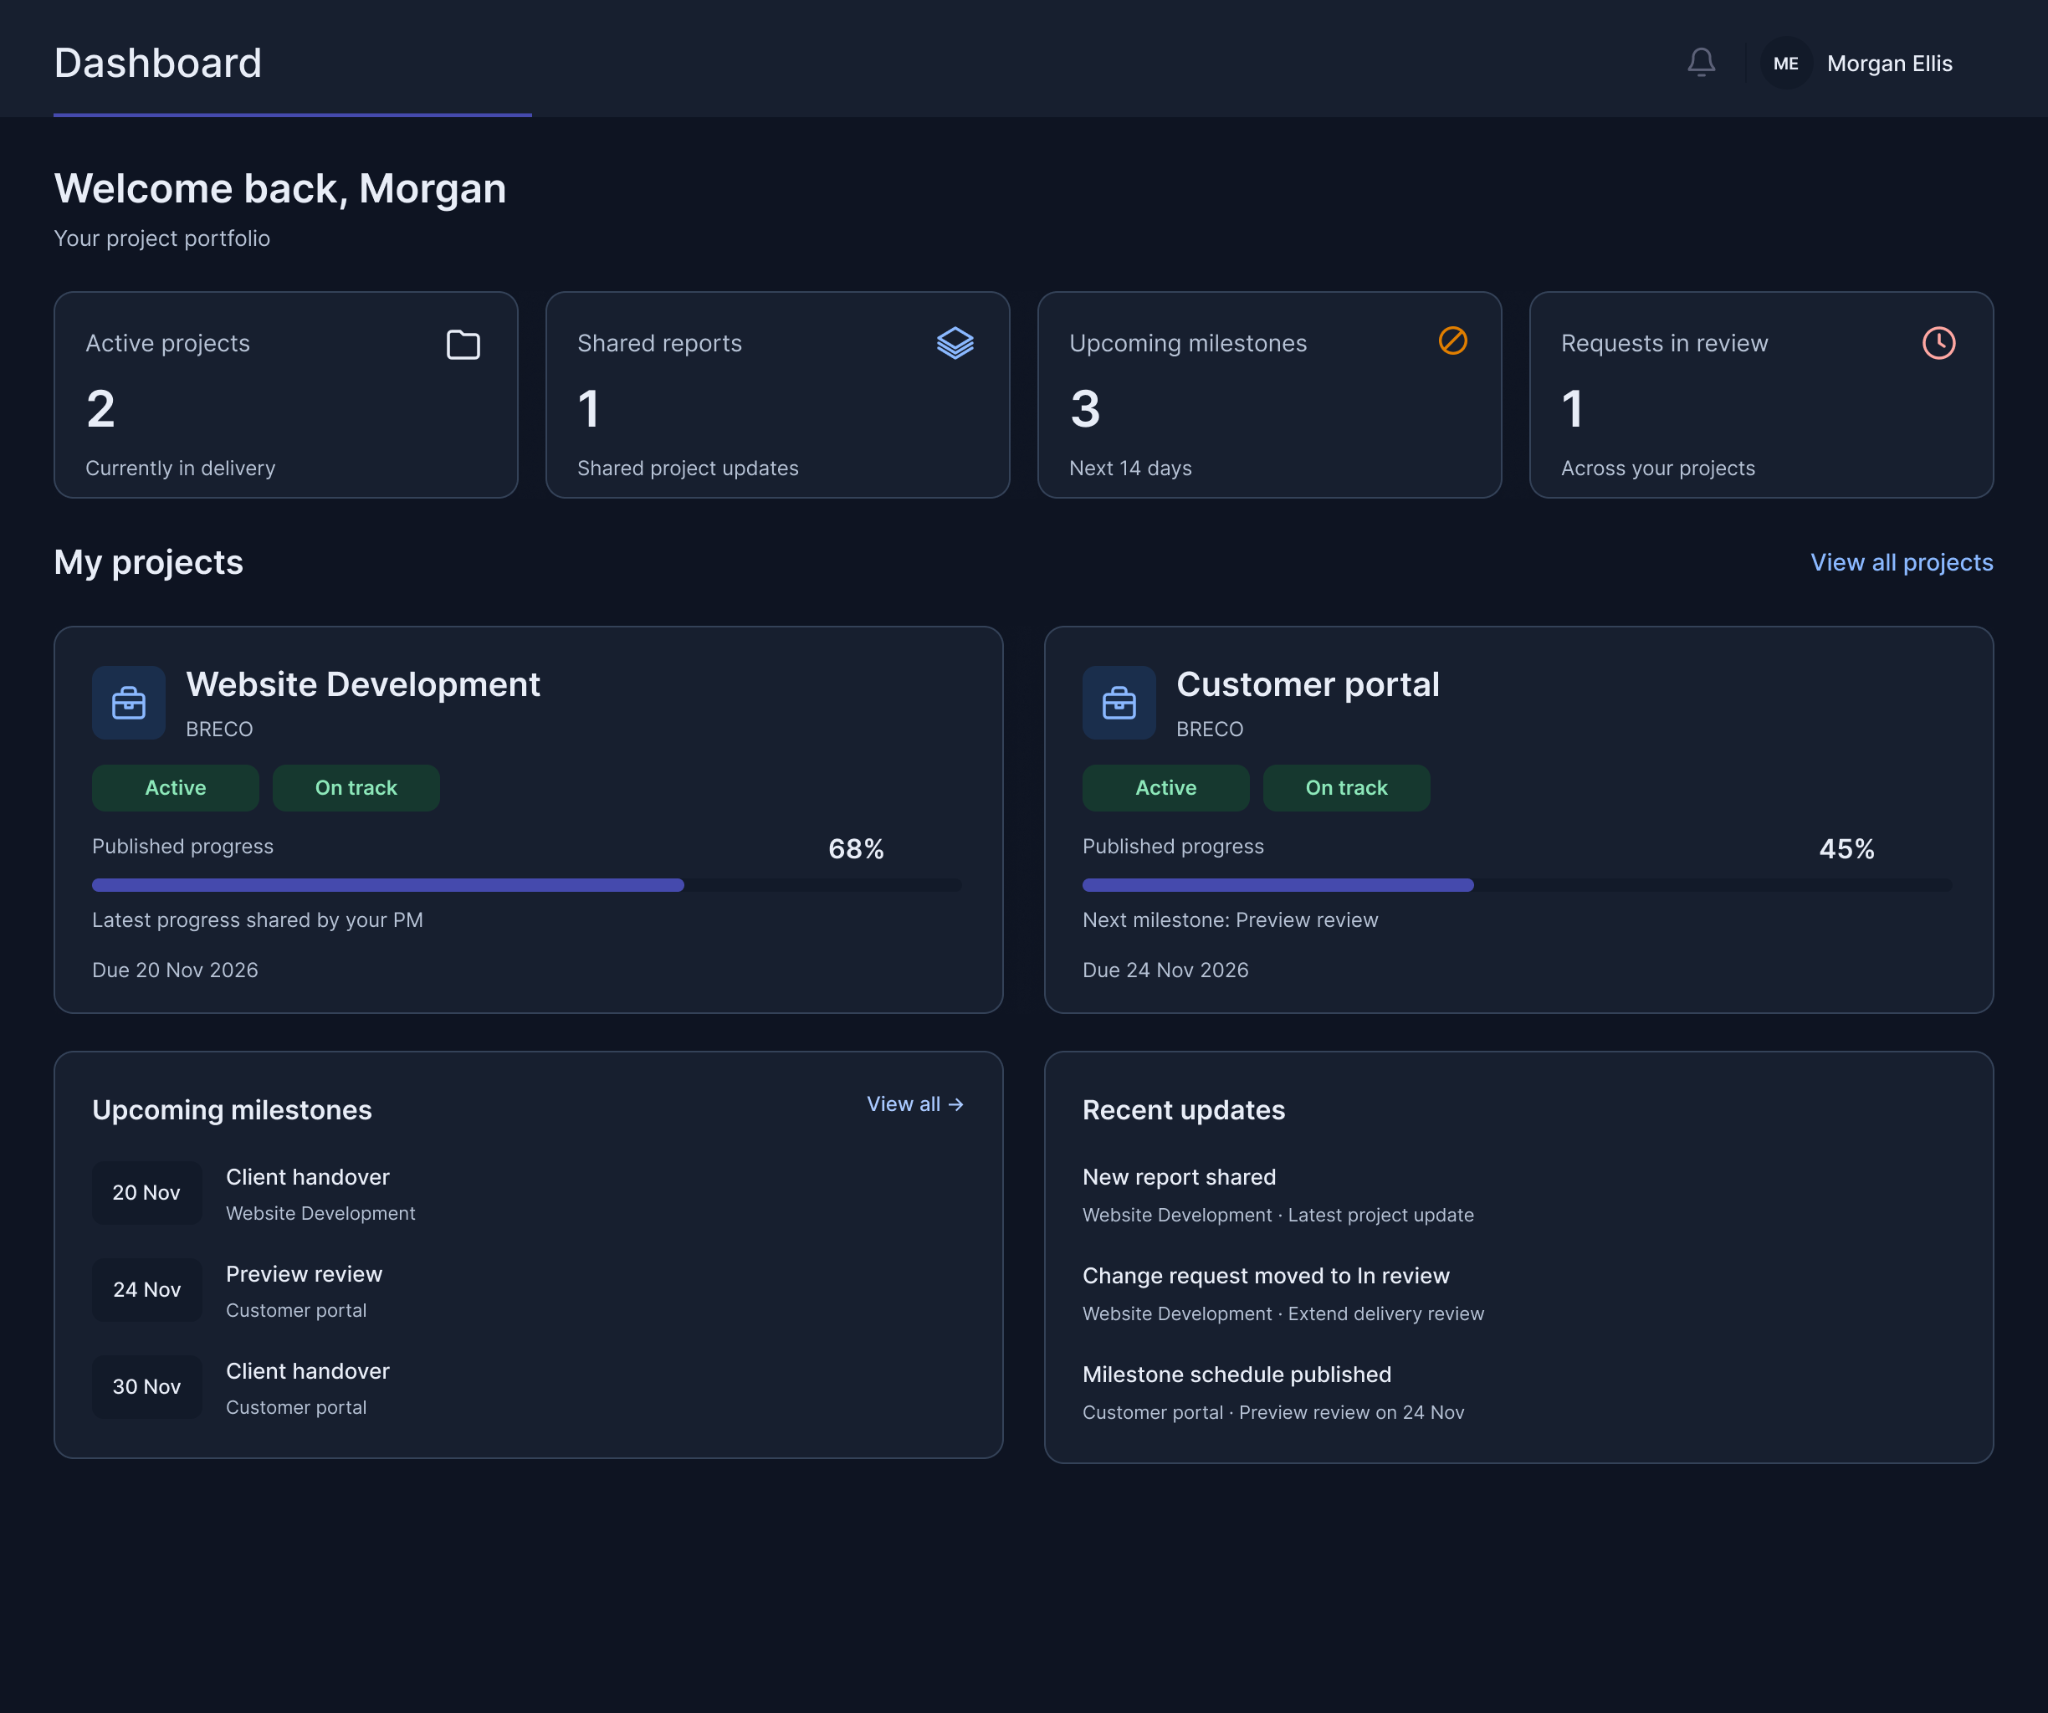 Dashboard
ME
Morgan Ellis
Welcome back, Morgan
Your project portfolio
Active projects
2
Currently in delivery
Shared reports
1
Shared project updates
Upcoming milestones
3
Next 14 days
Requests in review
1
Across your projects
My projects
View all projects
Website Development
BRECO
Active
On track
Published progress
68%
Latest progress shared by your PM
Due 20 Nov 2026
Customer portal
BRECO
Active
On track
Published progress
45%
Next milestone: Preview review
Due 24 Nov 2026
Upcoming milestones
View all →
20 Nov
Client handover
Website Development
24 Nov
Preview review
Customer portal
30 Nov
Client handover
Customer portal
Recent updates
New report shared
Website Development · Latest project update
Change request moved to In review
Website Development · Extend delivery review
Milestone schedule published
Customer portal · Preview review on 24 Nov